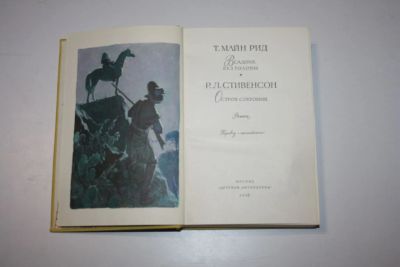 Т. МАЙН РИД
ВСАДНИК
БЕЗ ГОЛОВЫ
Р. Л. СТИВЕНСОН
ОСТРОВ СОКРОВИЩ
Романы
Перевод с английского
МОСКВА
«ДЕТСКАЯ ЛИТЕРАТУРА»